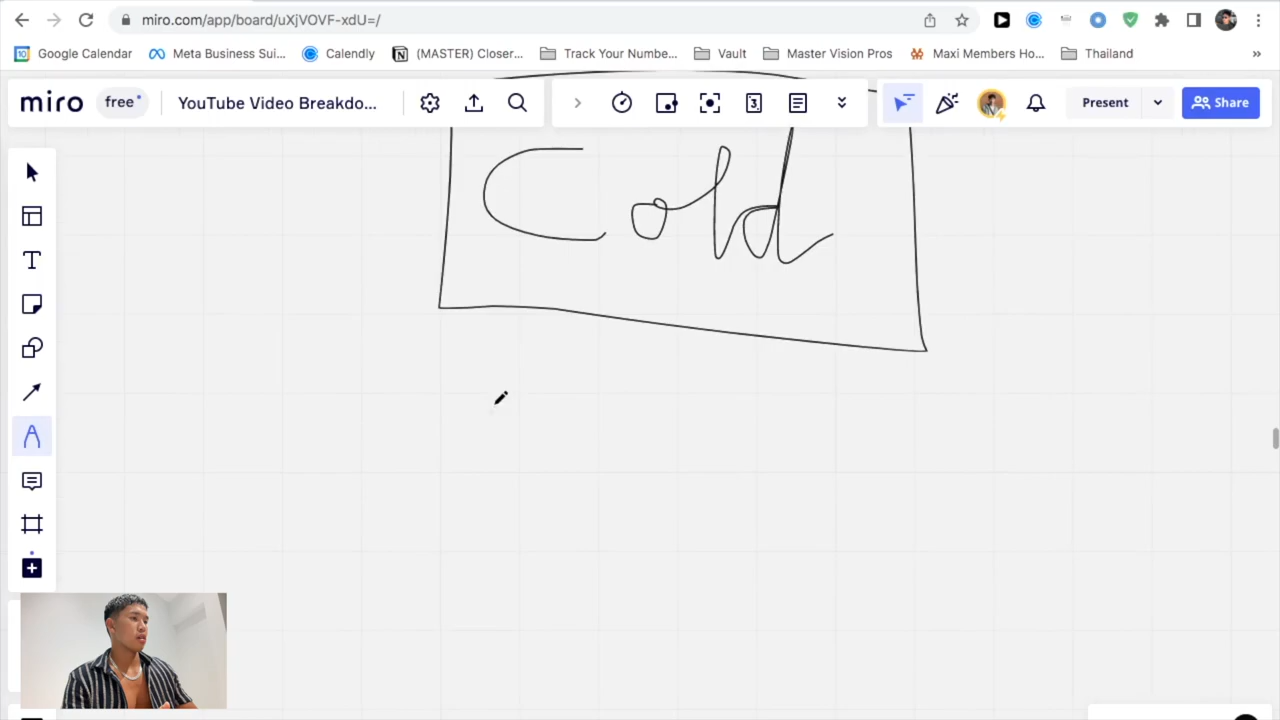 miro.com/app/board/uXjVOVF-xdU=/
Google Calendar Meta Business Sui... Calendly (MASTER) Closer... Track Your Numbe... Vault Master Vision Pros Maxi Members Ho... Thailand »
miro free YouTube Video Breakdo... 3 Present Share
Cold